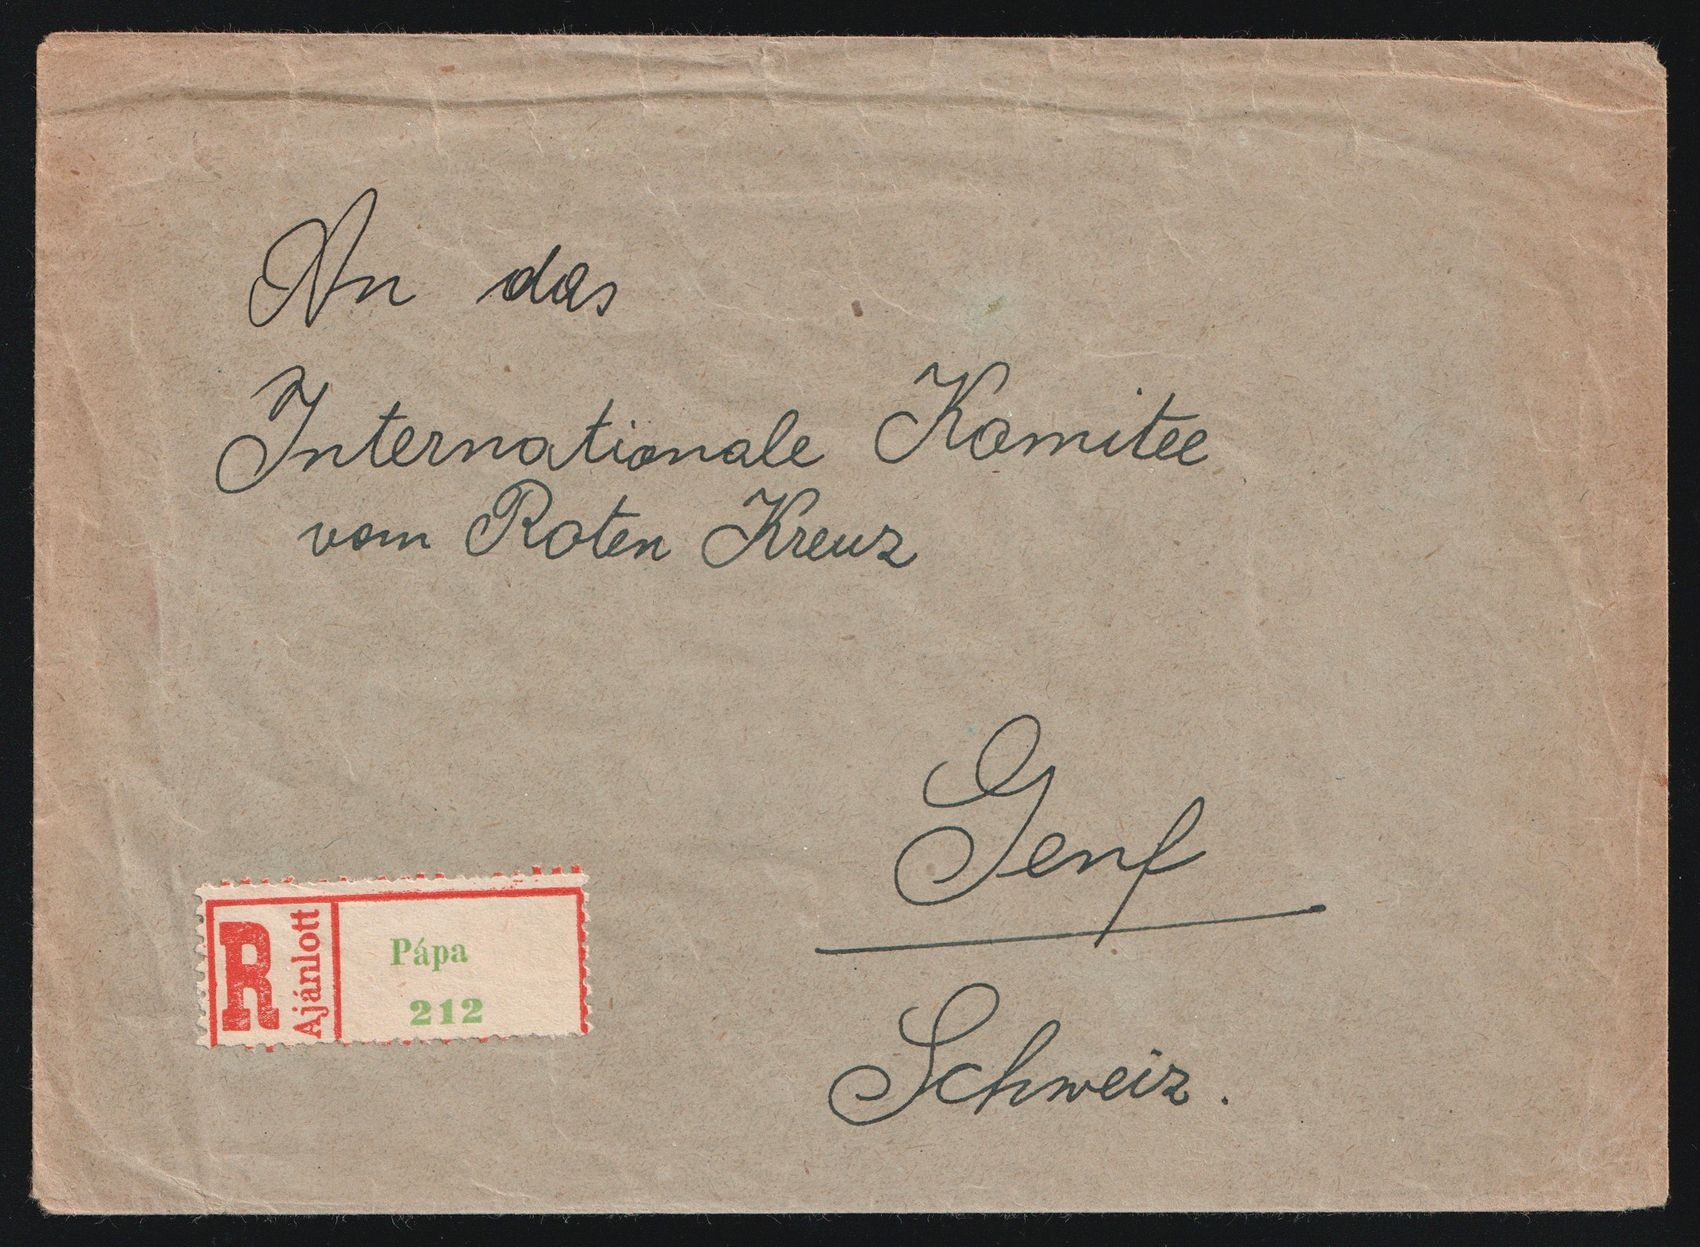 An das
Internationale Komitee
vom Roten Kreuz
Genf
Schweiz.
R
Ajánlott
Pápa
212